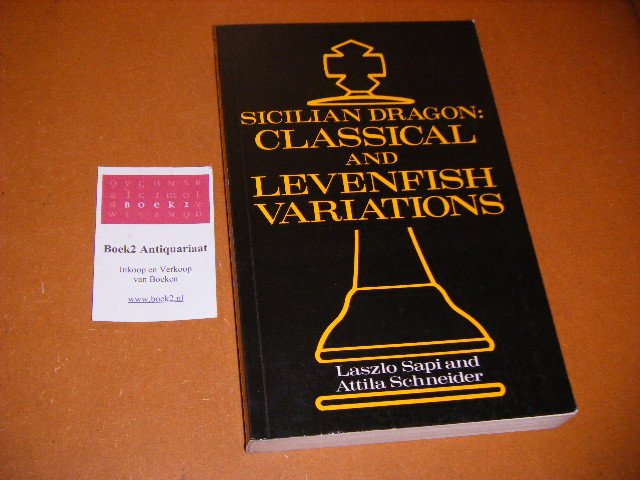 SICILIAN DRAGON:
CLASSICAL
AND
LEVENFISH
VARIATIONS
Laszlo Sapi and
Attila Schneider
BOEK2
Boek2 Antiquariaat
Inkoop en Verkoop
van Boeken
www.boek2.nl